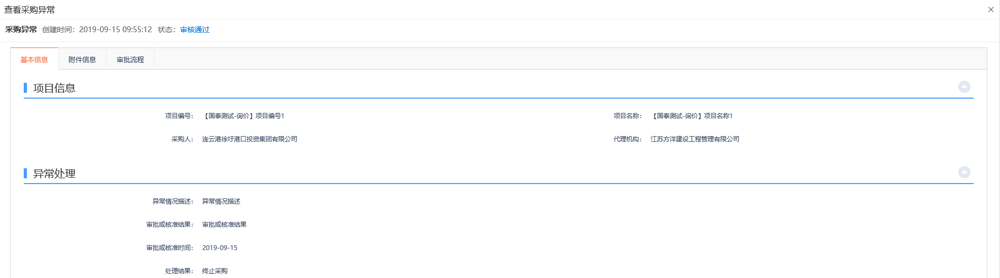 查看采购异常
采购异常 创建时间：2019-09-15 09:55:12 状态：审核通过
基本信息 附件信息 审批流程
项目信息
项目编号： 【国泰测试-询价】项目编号1 项目名称： 【国泰测试-询价】项目名称1
采购人： 连云港徐圩港口投资集团有限公司 代理机构： 江苏方洋建设工程管理有限公司
异常处理
异常情况描述： 异常情况描述
审批或核准结果： 审批或核准结果
审批或核准时间： 2019-09-15
处理结果： 终止采购